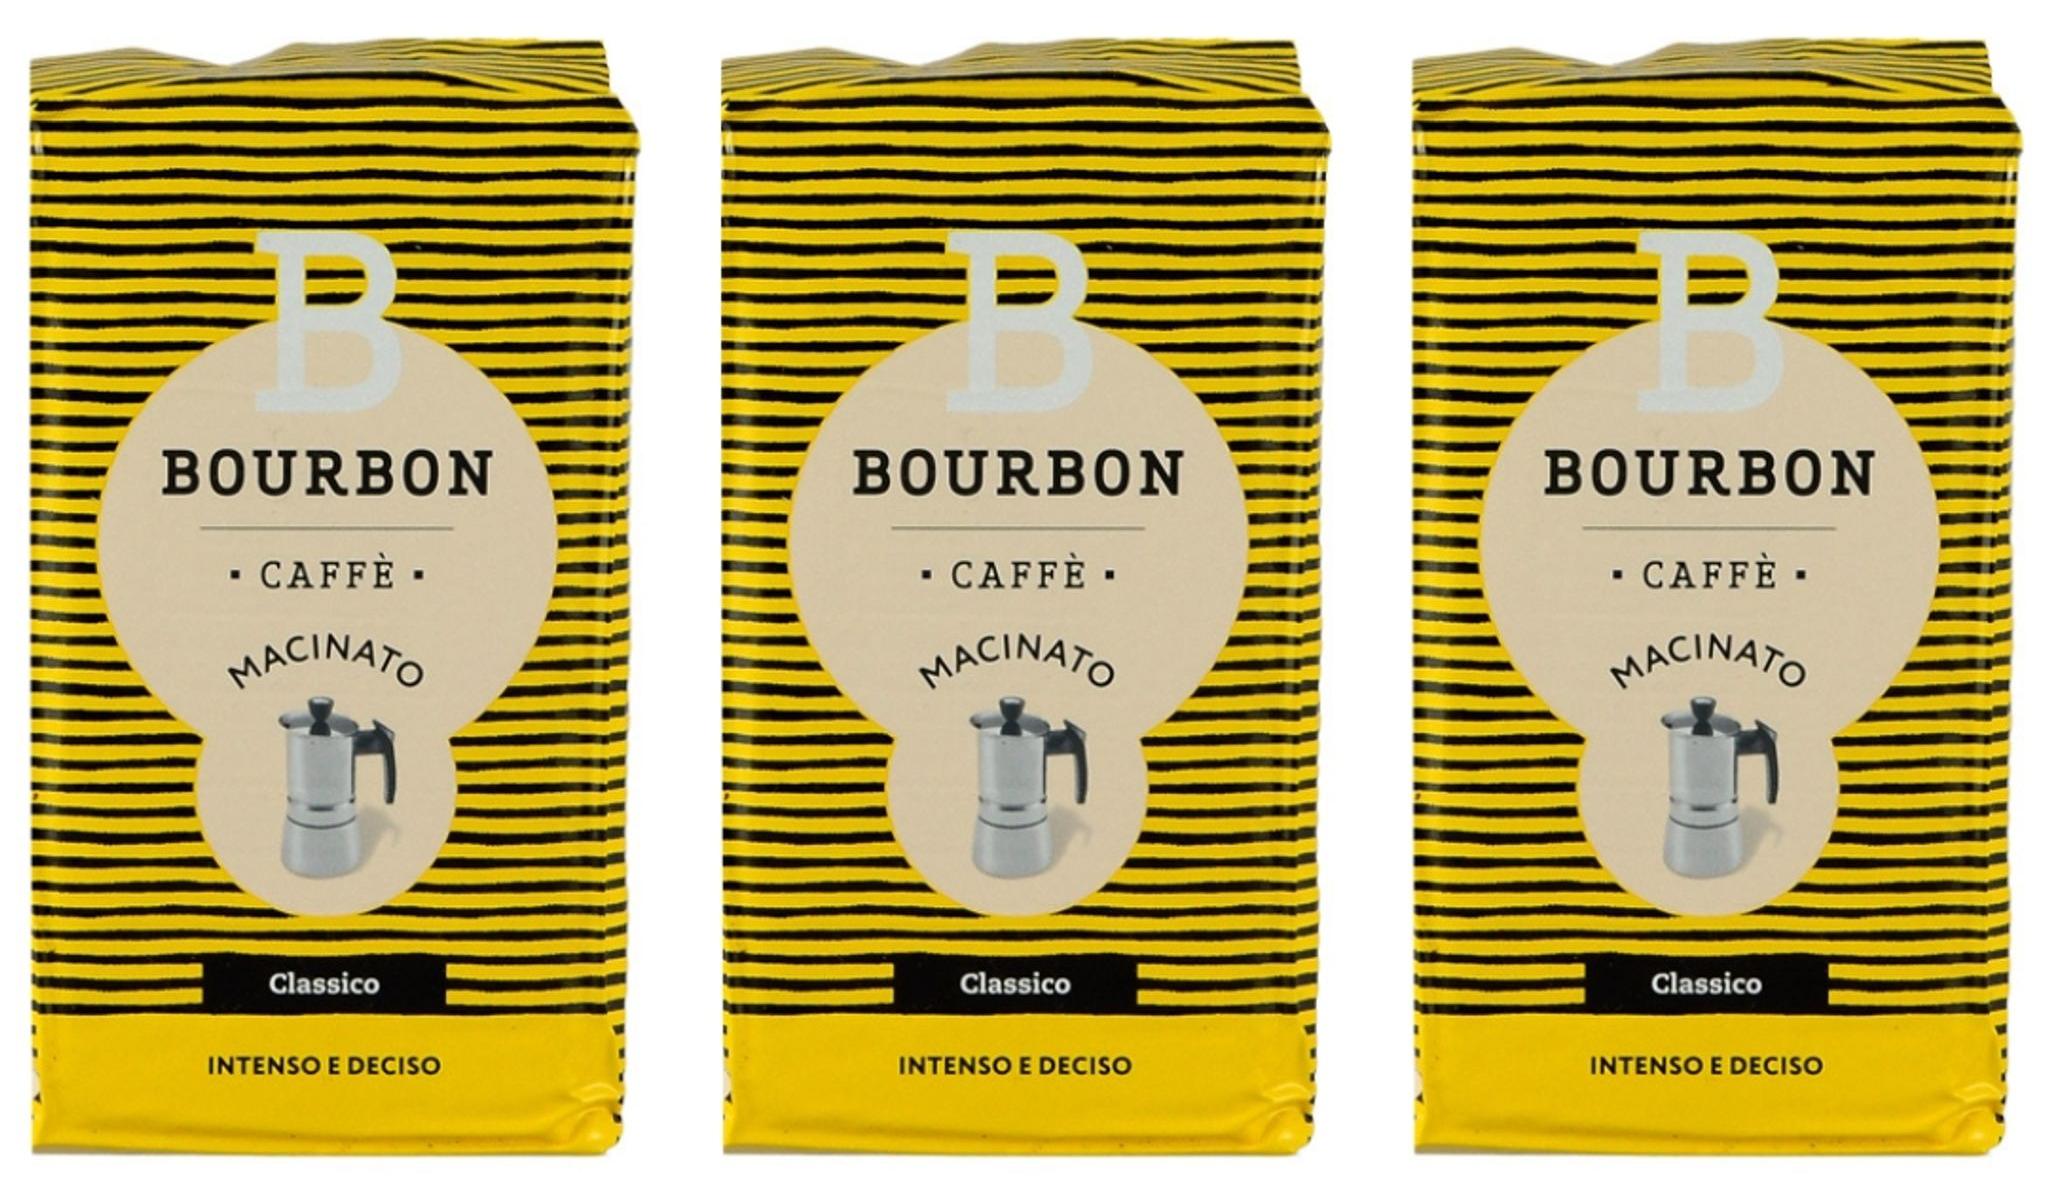 B
BOURBON
· CAFFÈ ·
MACINATO
Classico
INTENSO E DECISO
B
BOURBON
· CAFFÈ ·
MACINATO
Classico
INTENSO E DECISO
B
BOURBON
· CAFFÈ ·
MACINATO
Classico
INTENSO E DECISO